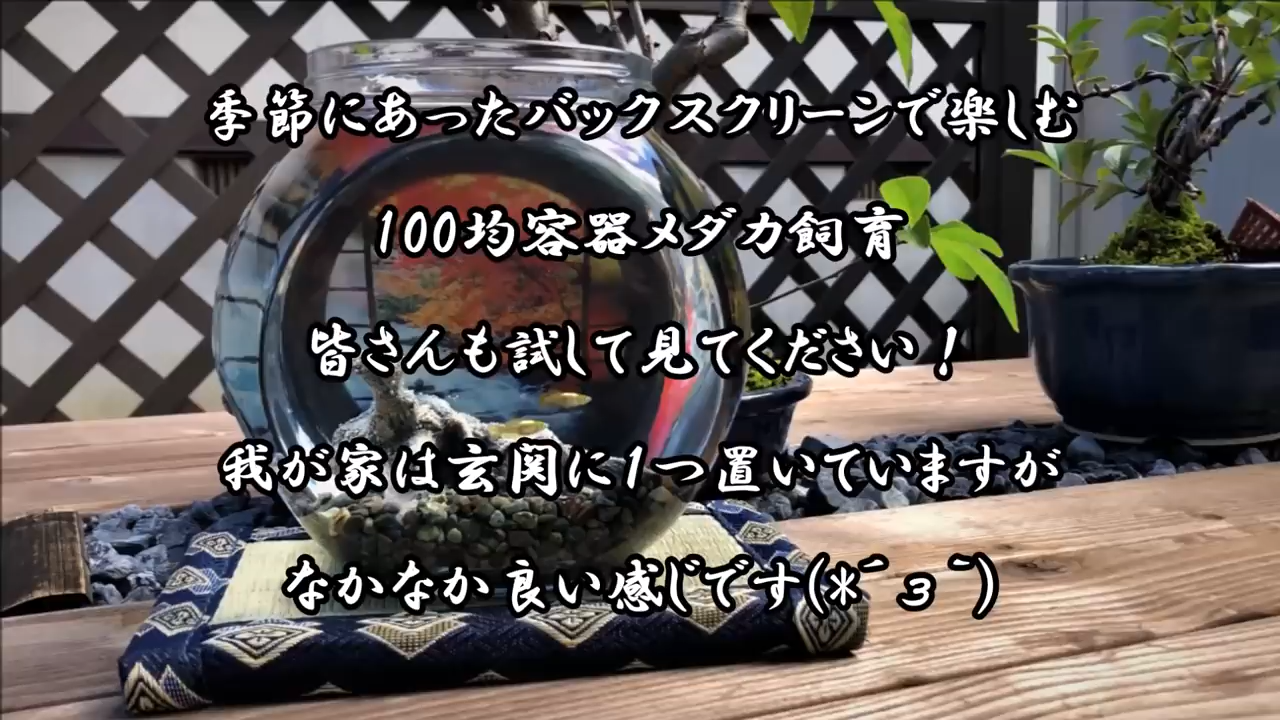 季節にあったバックスクリーンで楽しむ
100均容器メダカ飼育
皆さんも試して見てください！
我が家は玄関に1つ置いていますが
なかなか良い感じです(*´з`)